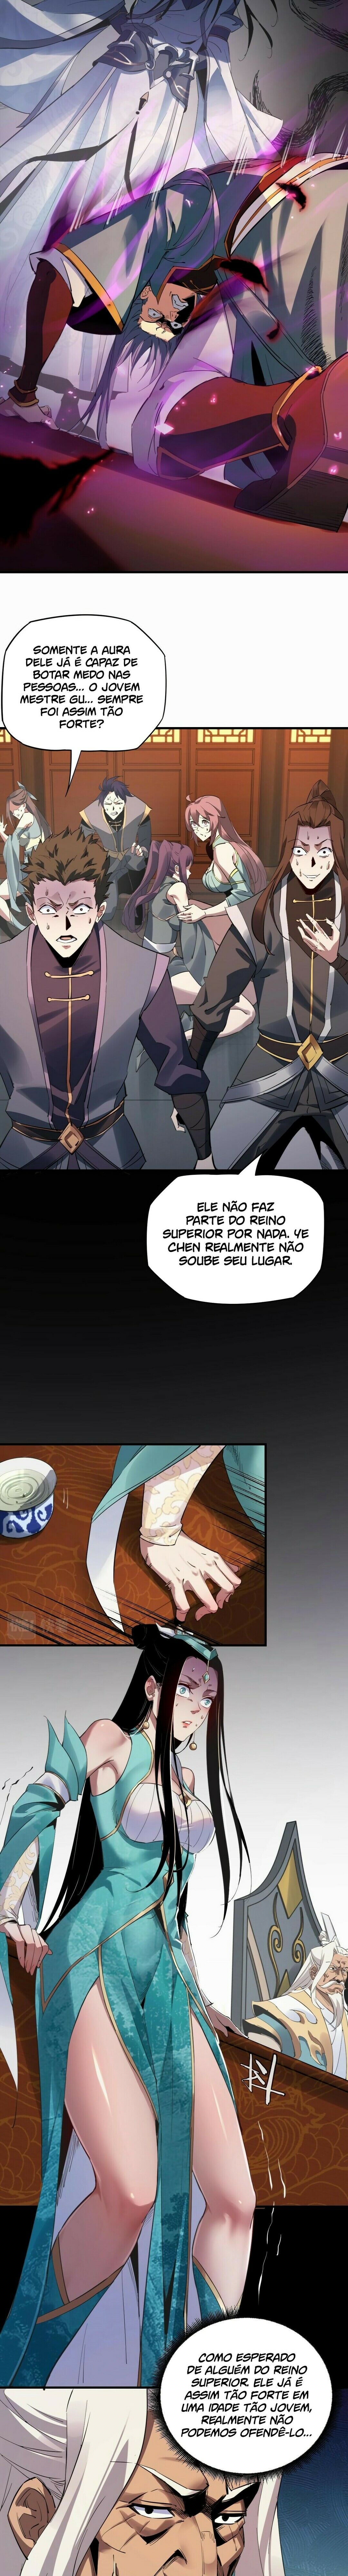 SOMENTE A AURA
DELE JÁ É CAPAZ DE
BOTAR MEDO NAS
PESSOAS... O JOVEM
MESTRE GU... SEMPRE
FOI ASSIM TÃO
FORTE?
ELE NÃO FAZ
PARTE DO REINO
SUPERIOR POR NADA. YE
CHEN REALMENTE NÃO
SOUBE SEU LUGAR.
抖
COMO ESPERADO
DE ALGUÉM DO REINO
SUPERIOR. ELE JÁ É
ASSIM TÃO FORTE EM
UMA IDADE TÃO JOVEM,
REALMENTE NÃO
PODEMOS OFENDÊ-LO...